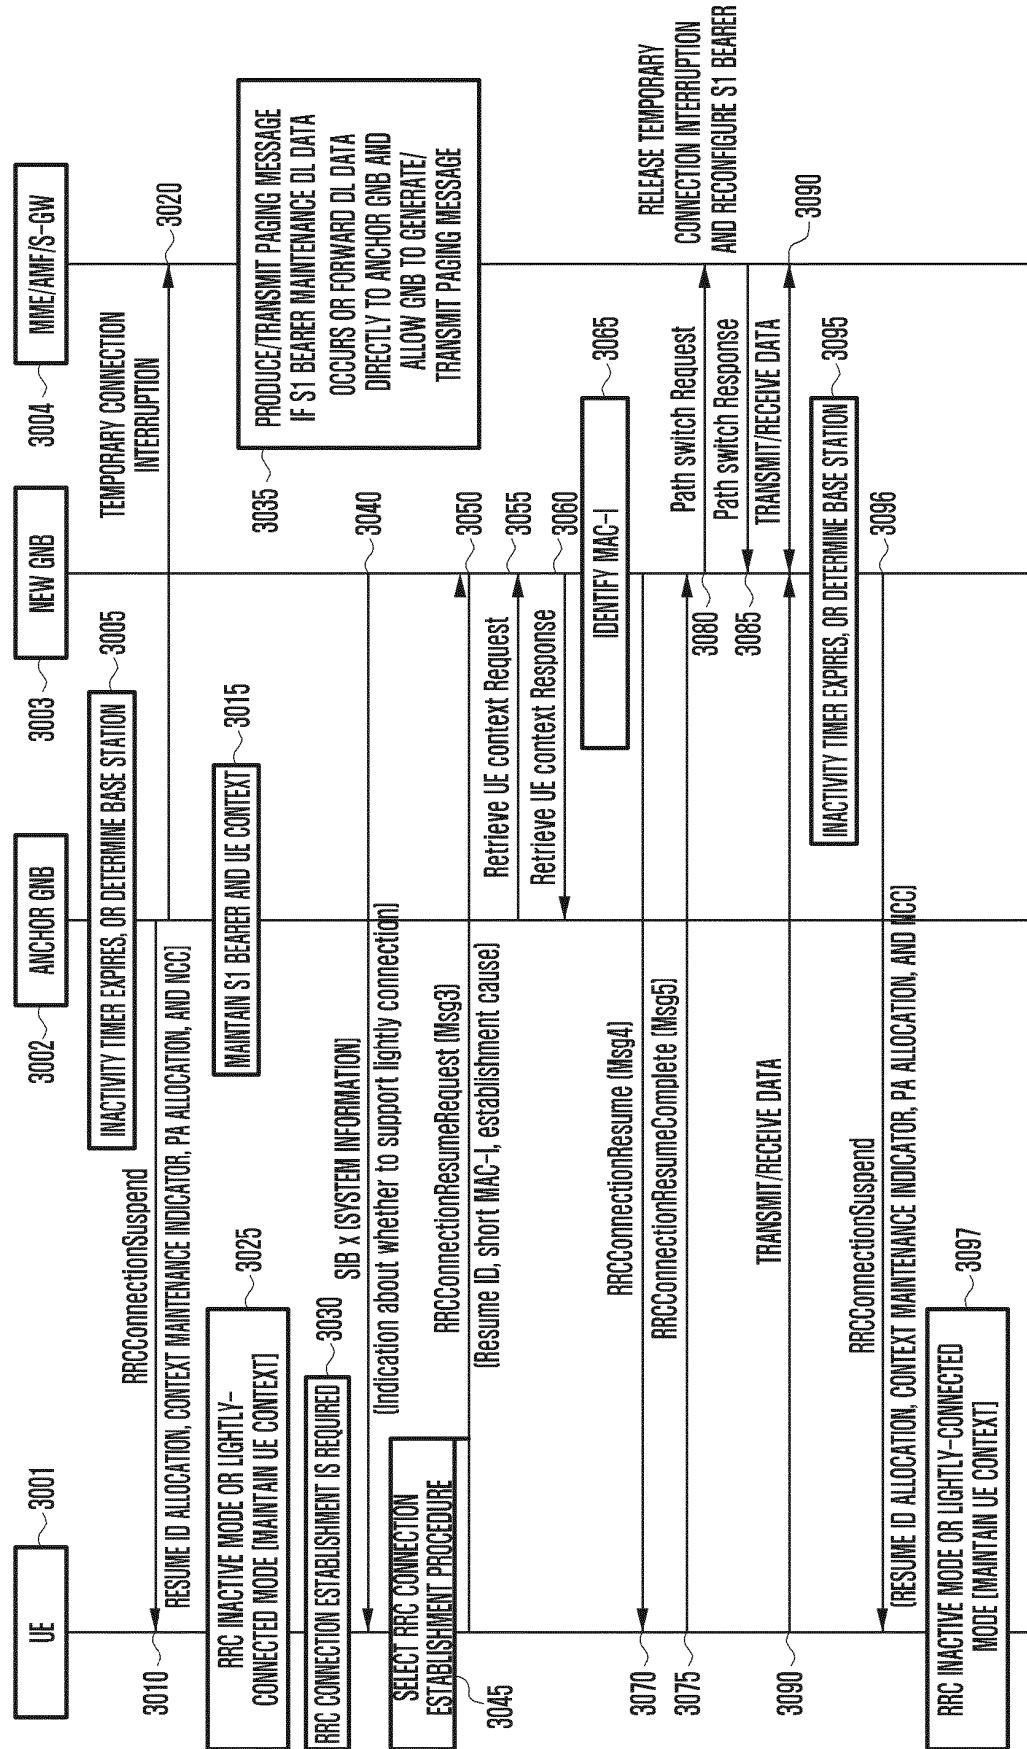 UE
3001
ANCHOR GNB
3002
NEW GNB
3003
MME/AMF/S-GW
3004
INACTIVITY TIMER EXPIRES, OR DETERMINE BASE STATION
3005
RRCConnectionSuspend
3010
RESUME ID ALLOCATION, CONTEXT MAINTENANCE INDICATOR, PA ALLOCATION, AND NCC]
TEMPORARY CONNECTION
INTERRUPTION
3020
MAINTAIN S1 BEARER AND UE CONTEXT
3015
RRC INACTIVE MODE OR LIGHTLY-
CONNECTED MODE [MAINTAIN UE CONTEXT]
3025
PRODUCE/TRANSMIT PAGING MESSAGE
IF S1 BEARER MAINTENANCE DL DATA
OCCURS OR FORWARD DL DATA
DIRECTLY TO ANCHOR GNB AND
ALLOW GNB TO GENERATE/
TRANSMIT PAGING MESSAGE
3035
RRC CONNECTION ESTABLISHMENT IS REQUIRED
3030
SIB x (SYSTEM INFORMATION)
3040
(Indication about whether to support lightly connection)
SELECT RRC CONNECTION
ESTABLISHMENT PROCEDURE
3045
RRCConnectionResumeRequest (Msg3)
3050
(Resume ID, short MAC-I, establishment cause)
Retrieve UE context Request
3055
Retrieve UE context Response
3060
IDENTIFY MAC-I
3065
RRCConnectionResume (Msg4)
3070
RRCConnectionResumeComplete (Msg5)
3075
RELEASE TEMPORARY
CONNECTION INTERRUPTION
AND RECONFIGURE S1 BEARER
Path switch Request
3080
Path switch Response
3085
TRANSMIT/RECEIVE DATA
3090
TRANSMIT/RECEIVE DATA
3090
INACTIVITY TIMER EXPIRES, OR DETERMINE BASE STATION
3095
RRCConnectionSuspend
3096
(RESUME ID ALLOCATION, CONTEXT MAINTENANCE INDICATOR, PA ALLOCATION, AND NCC)
RRC INACTIVE MODE OR LIGHTLY-CONNECTED
MODE [MAINTAIN UE CONTEXT]
3097